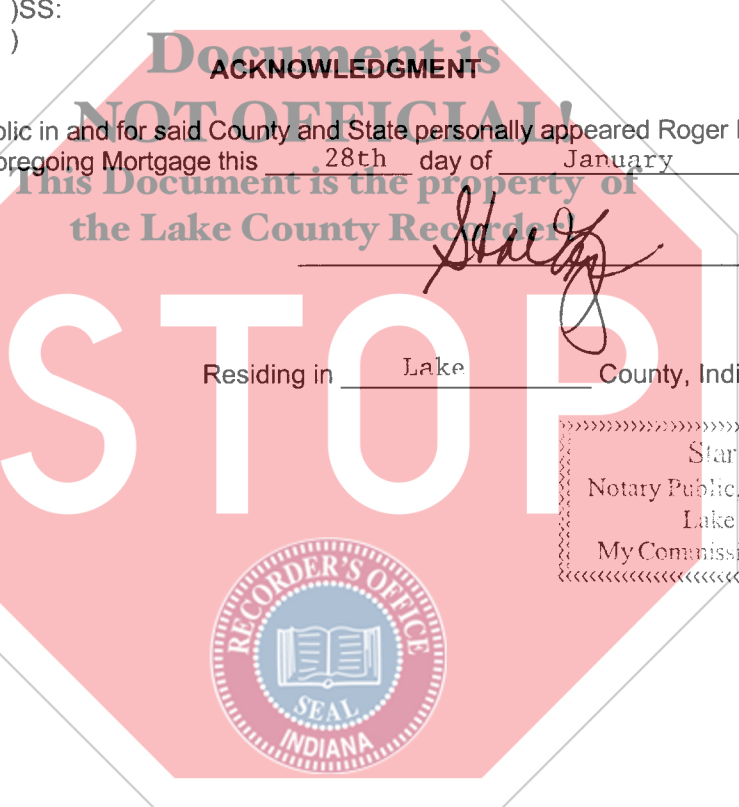 )SS:
)
Document is
ACKNOWLEDGMENT
NOT OFFICIAL!
olic in and for said County and State personally appeared Roger
oregoing Mortgage this 28th day of January
This Document is the property of
the Lake County Recorder!
STOP
Residing in Lake County, Indi
Star
Notary Public,
Lake
My Commissi
RECORDER'S OFFICE
SEAL
INDIANA